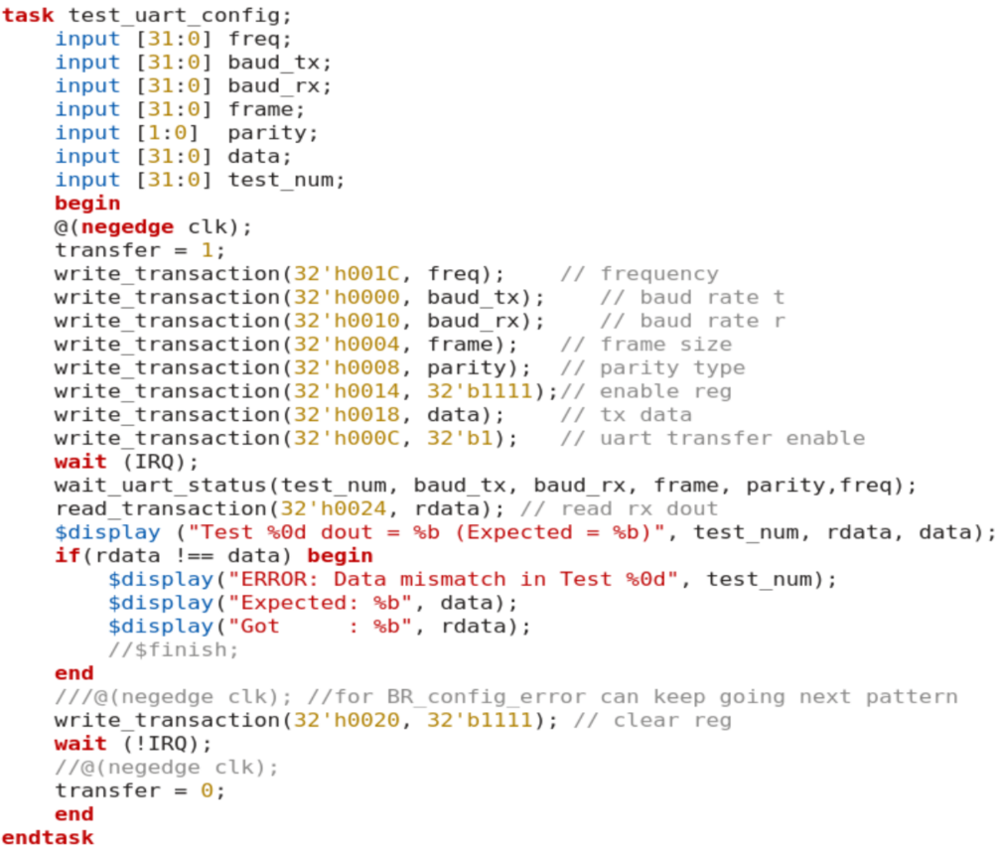 task test_uart_config;
    input [31:0] freq;
    input [31:0] baud_tx;
    input [31:0] baud_rx;
    input [31:0] frame;
    input [1:0]  parity;
    input [31:0] data;
    input [31:0] test_num;
    begin
    @(negedge clk);
    transfer = 1;
    write_transaction(32'h001C, freq);    // frequency
    write_transaction(32'h0000, baud_tx);    // baud rate t
    write_transaction(32'h0010, baud_rx);    // baud rate r
    write_transaction(32'h0004, frame);   // frame size
    write_transaction(32'h0008, parity);  // parity type
    write_transaction(32'h0014, 32'b1111);// enable reg
    write_transaction(32'h0018, data);    // tx data
    write_transaction(32'h000C, 32'b1);   // uart transfer enable
    wait (IRQ);
    wait_uart_status(test_num, baud_tx, baud_rx, frame, parity,freq);
    read_transaction(32'h0024, rdata); // read rx dout
    $display ("Test %0d dout = %b (Expected = %b)", test_num, rdata, data);
    if(rdata !== data) begin
        $display("ERROR: Data mismatch in Test %0d", test_num);
        $display("Expected: %b", data);
        $display("Got     : %b", rdata);
        //$finish;
    end
    ///@(negedge clk); //for BR_config_error can keep going next pattern
    write_transaction(32'h0020, 32'b1111); // clear reg
    wait (!IRQ);
    //@(negedge clk);
    transfer = 0;
    end
endtask